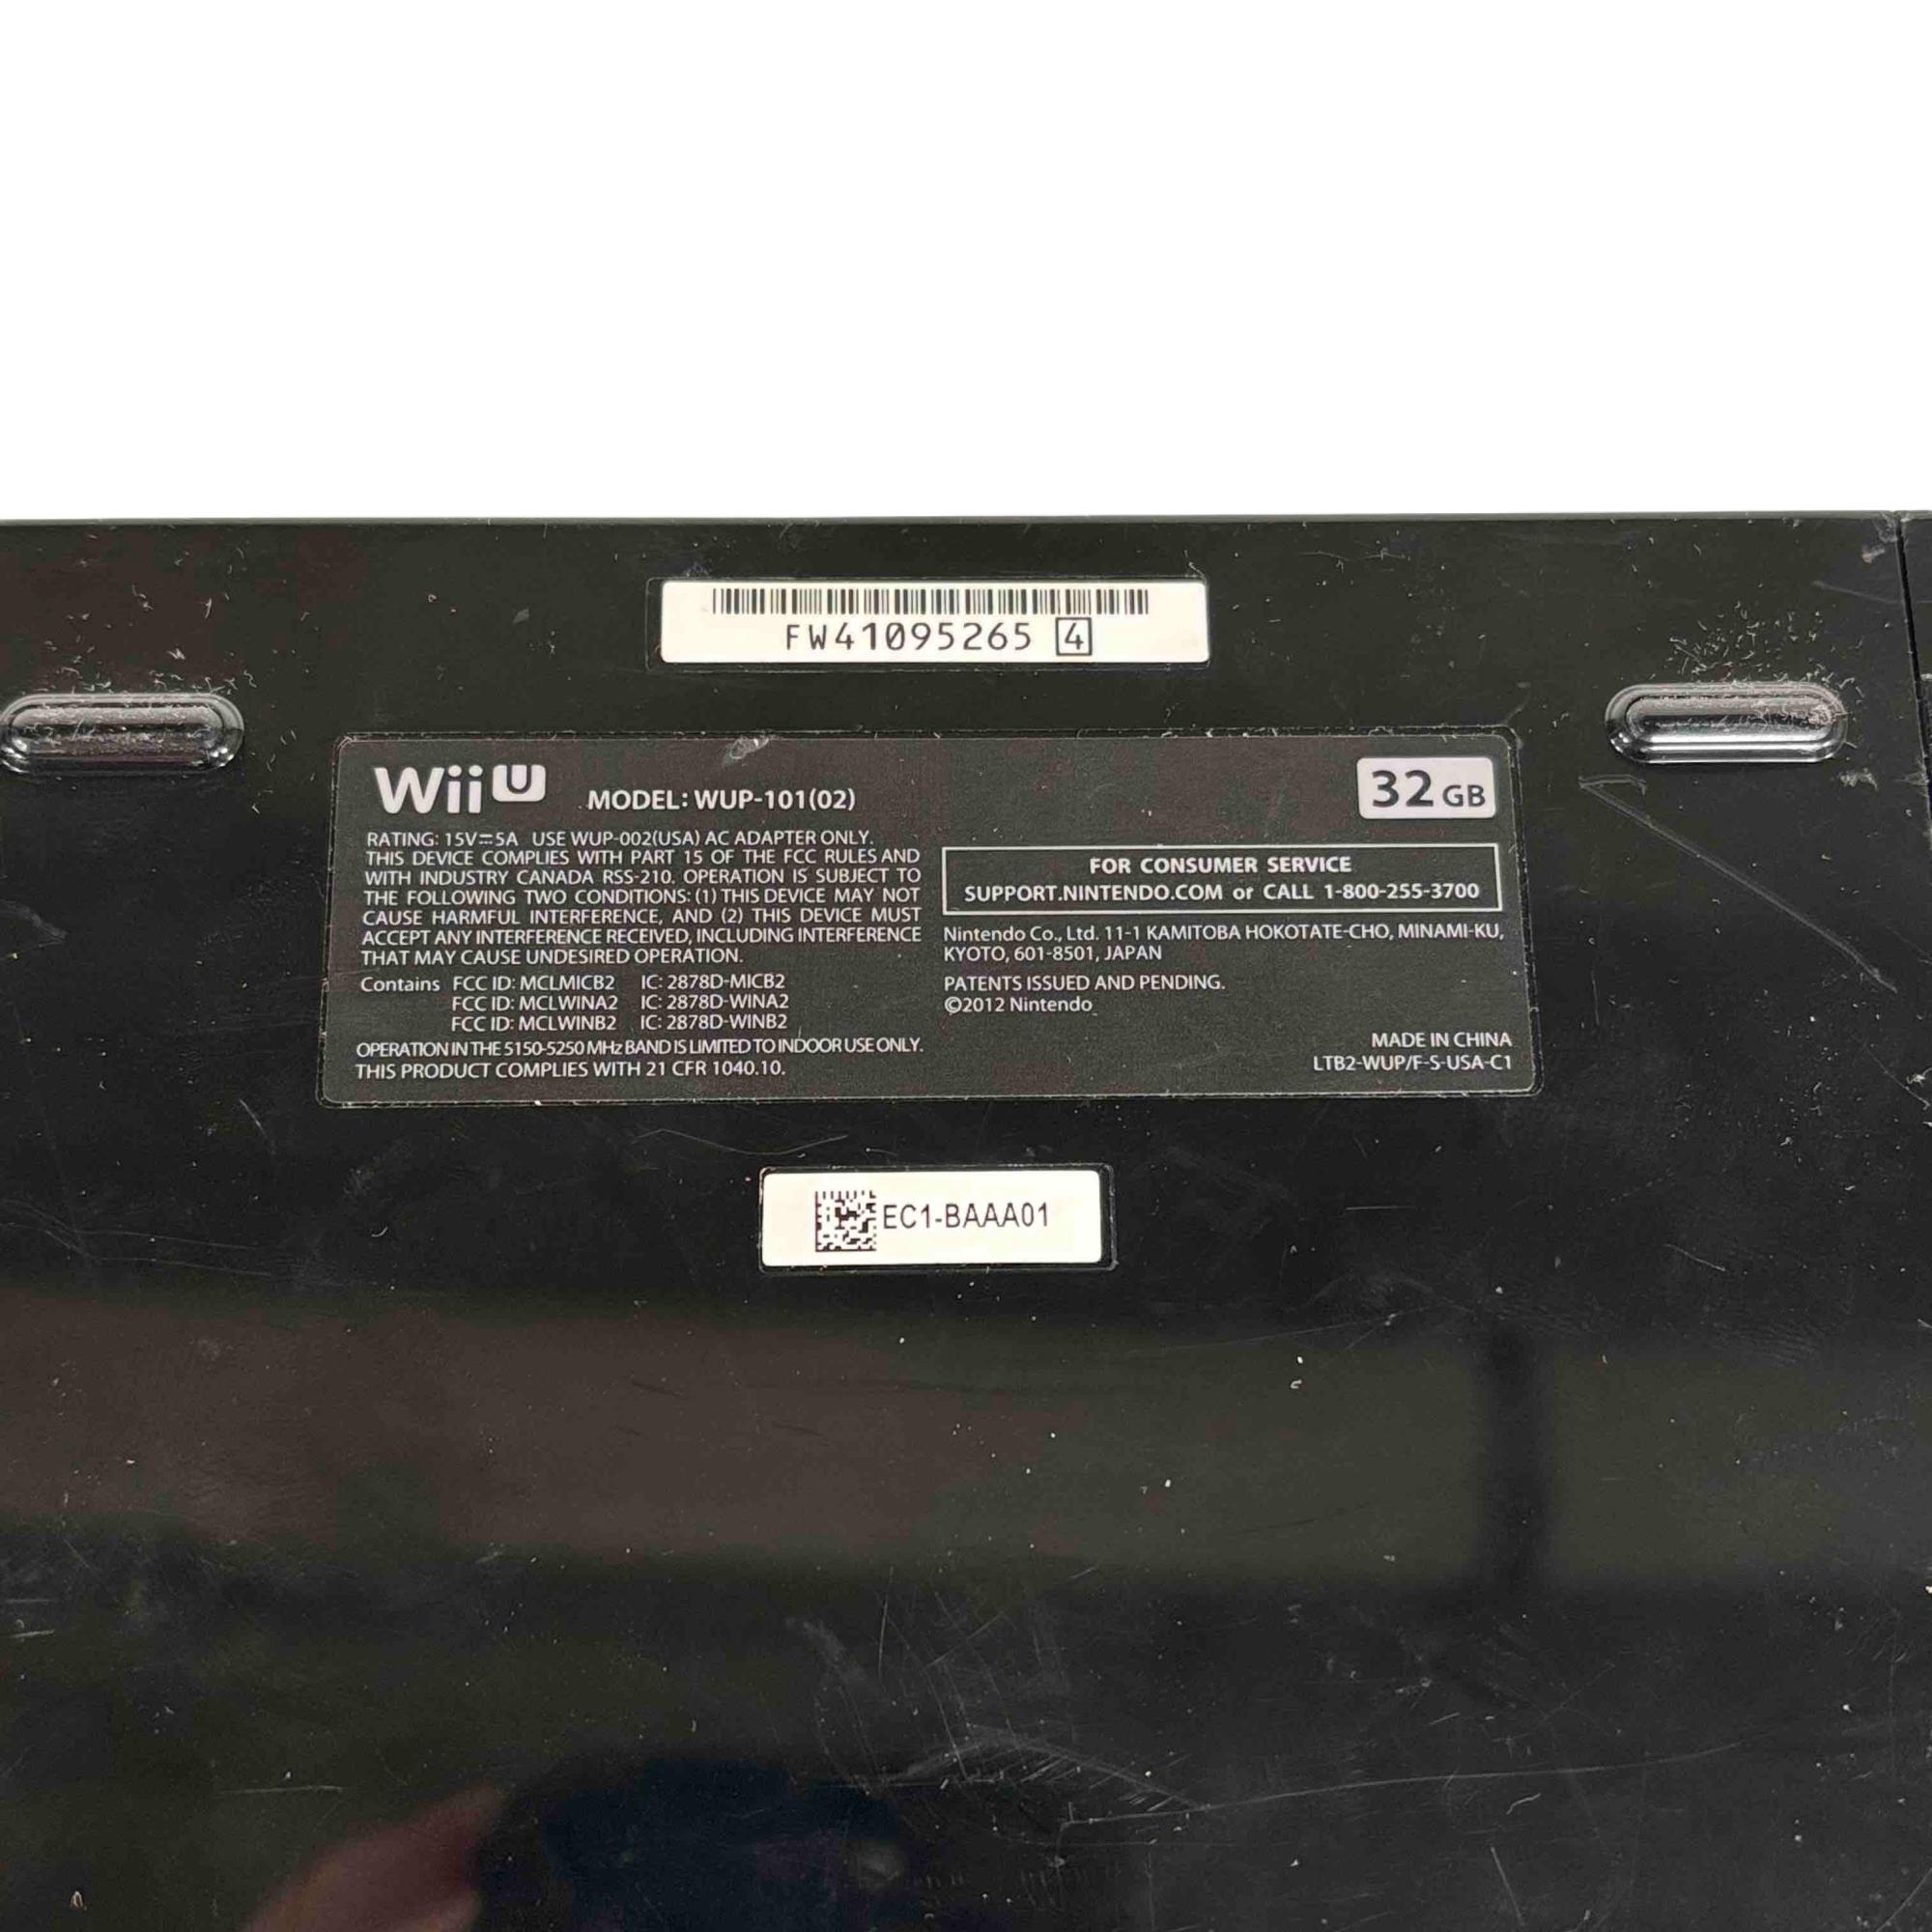 FW41095265 4
Wii U MODEL: WUP-101(02)
32 GB
RATING: 15V⎓5A USE WUP-002(USA) AC ADAPTER ONLY.
THIS DEVICE COMPLIES WITH PART 15 OF THE FCC RULES AND
WITH INDUSTRY CANADA RSS-210. OPERATION IS SUBJECT TO
THE FOLLOWING TWO CONDITIONS: (1) THIS DEVICE MAY NOT
CAUSE HARMFUL INTERFERENCE, AND (2) THIS DEVICE MUST
ACCEPT ANY INTERFERENCE RECEIVED, INCLUDING INTERFERENCE
THAT MAY CAUSE UNDESIRED OPERATION.
Contains FCC ID: MCLMICB2 IC: 2878D-MICB2
FCC ID: MCLWINA2 IC: 2878D-WINA2
FCC ID: MCLWINB2 IC: 2878D-WINB2
OPERATION IN THE 5150-5250 MHz BAND IS LIMITED TO INDOOR USE ONLY.
THIS PRODUCT COMPLIES WITH 21 CFR 1040.10.
FOR CONSUMER SERVICE
SUPPORT.NINTENDO.COM or CALL 1-800-255-3700
Nintendo Co., Ltd. 11-1 KAMITOBA HOKOTATE-CHO, MINAMI-KU,
KYOTO, 601-8501, JAPAN
PATENTS ISSUED AND PENDING.
©2012 Nintendo
MADE IN CHINA
LTB2-WUP/F-S-USA-C1
EC1-BAAA01